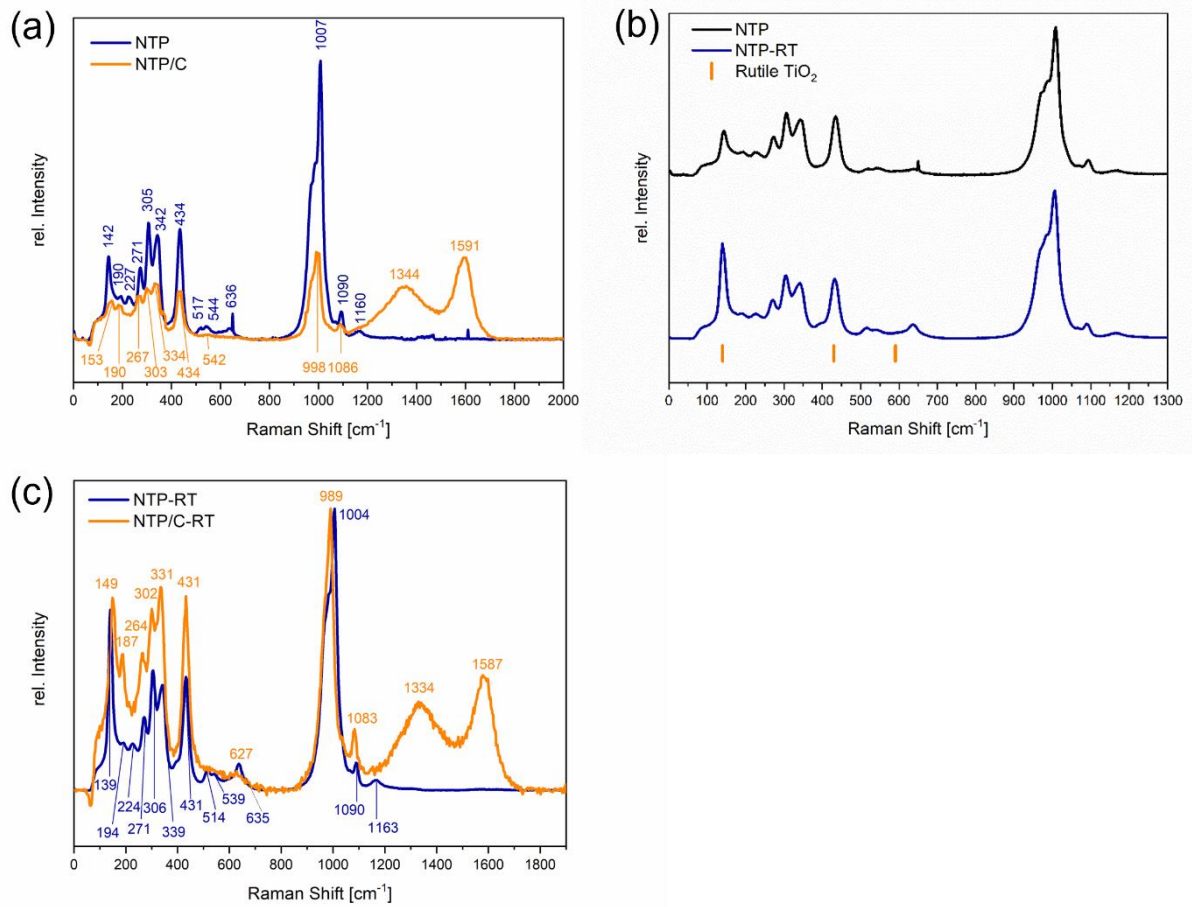 (a)
NTP
NTP/C
1007
142
190
227
271
305
342
434
517
544
636
1090
1160
1344
1591
153
190
267
303
334
434
542
998
1086
rel. Intensity
0 200 400 600 800 1000 1200 1400 1600 1800 2000
Raman Shift [cm⁻¹]
(b)
NTP
NTP-RT
Rutile TiO₂
rel. Intensity
0 100 200 300 400 500 600 700 800 900 1000 1100 1200 1300
Raman Shift [cm⁻¹]
(c)
NTP-RT
NTP/C-RT
989
1004
149
187
264
302
331
431
627
1083
1334
1587
139
194
224
271
306
339
431
514
539
635
1090
1163
rel. Intensity
0 200 400 600 800 1000 1200 1400 1600 1800
Raman Shift [cm⁻¹]